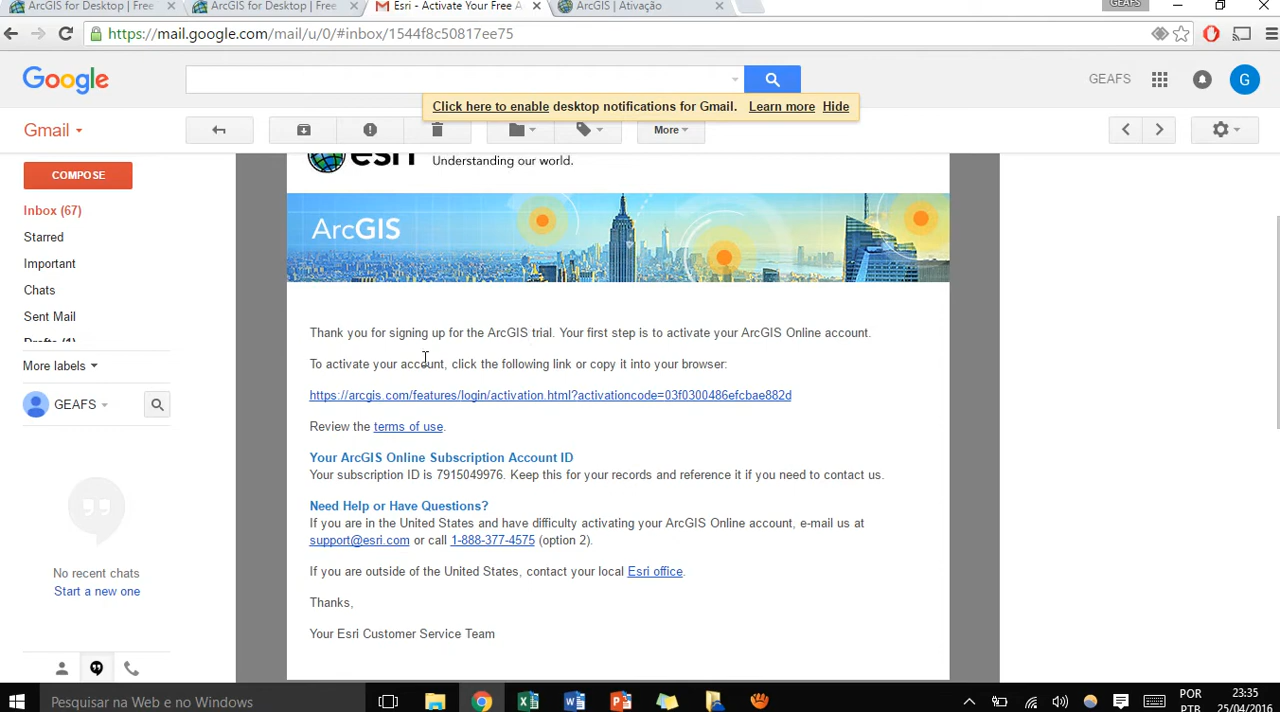 ArcGIS for Desktop | Free
ArcGIS for Desktop | Free
Esri - Activate Your Free A
ArcGIS | Ativação
GEAFS
https://mail.google.com/mail/u/0/#inbox/1544f8c50817ee75
Google
GEAFS
G
Click here to enable desktop notifications for Gmail. Learn more Hide
Gmail
More
COMPOSE
Inbox (67)
Starred
Important
Chats
Sent Mail
Drafts (1)
More labels
GEAFS
No recent chats
Start a new one
esri Understanding our world.
ArcGIS
Thank you for signing up for the ArcGIS trial. Your first step is to activate your ArcGIS Online account.
To activate your account, click the following link or copy it into your browser:
https://arcgis.com/features/login/activation.html?activationcode=03f0300486efcbae882d
Review the terms of use.
Your ArcGIS Online Subscription Account ID
Your subscription ID is 7915049976. Keep this for your records and reference it if you need to contact us.
Need Help or Have Questions?
If you are in the United States and have difficulty activating your ArcGIS Online account, e-mail us at
support@esri.com or call 1-888-377-4575 (option 2).
If you are outside of the United States, contact your local Esri office.
Thanks,
Your Esri Customer Service Team
Pesquisar na Web e no Windows
POR
PTB
23:35
25/04/2016